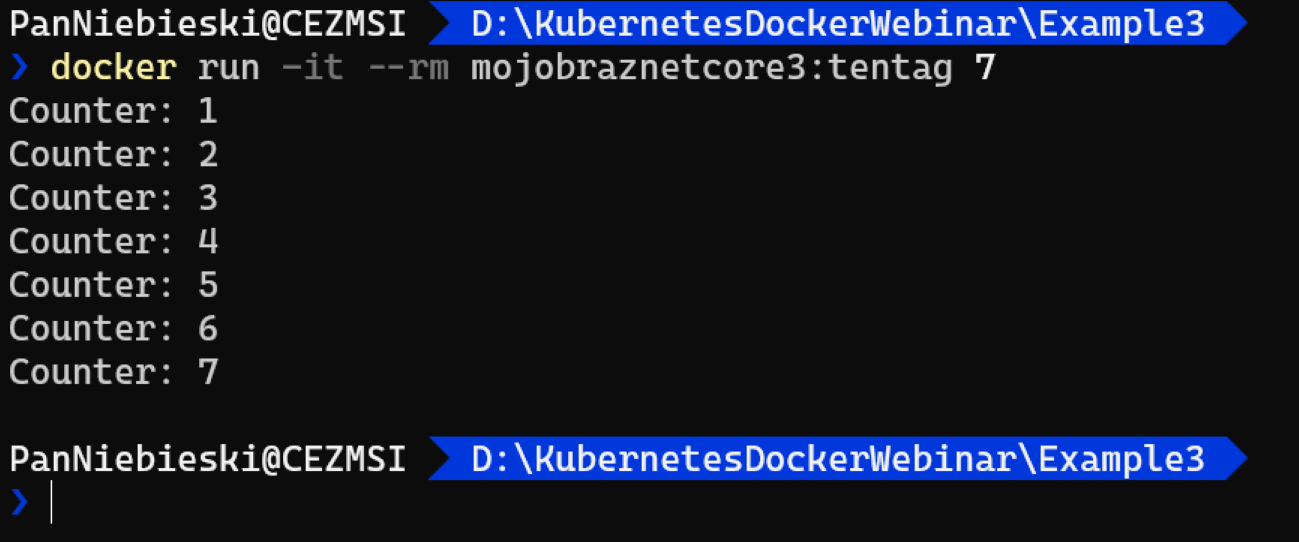 PanNiebieski@CEZMSI D:\KubernetesDockerWebinar\Example3
❯ docker run -it --rm mojobraznetcore3:tentag 7
Counter: 1
Counter: 2
Counter: 3
Counter: 4
Counter: 5
Counter: 6
Counter: 7
PanNiebieski@CEZMSI D:\KubernetesDockerWebinar\Example3
❯